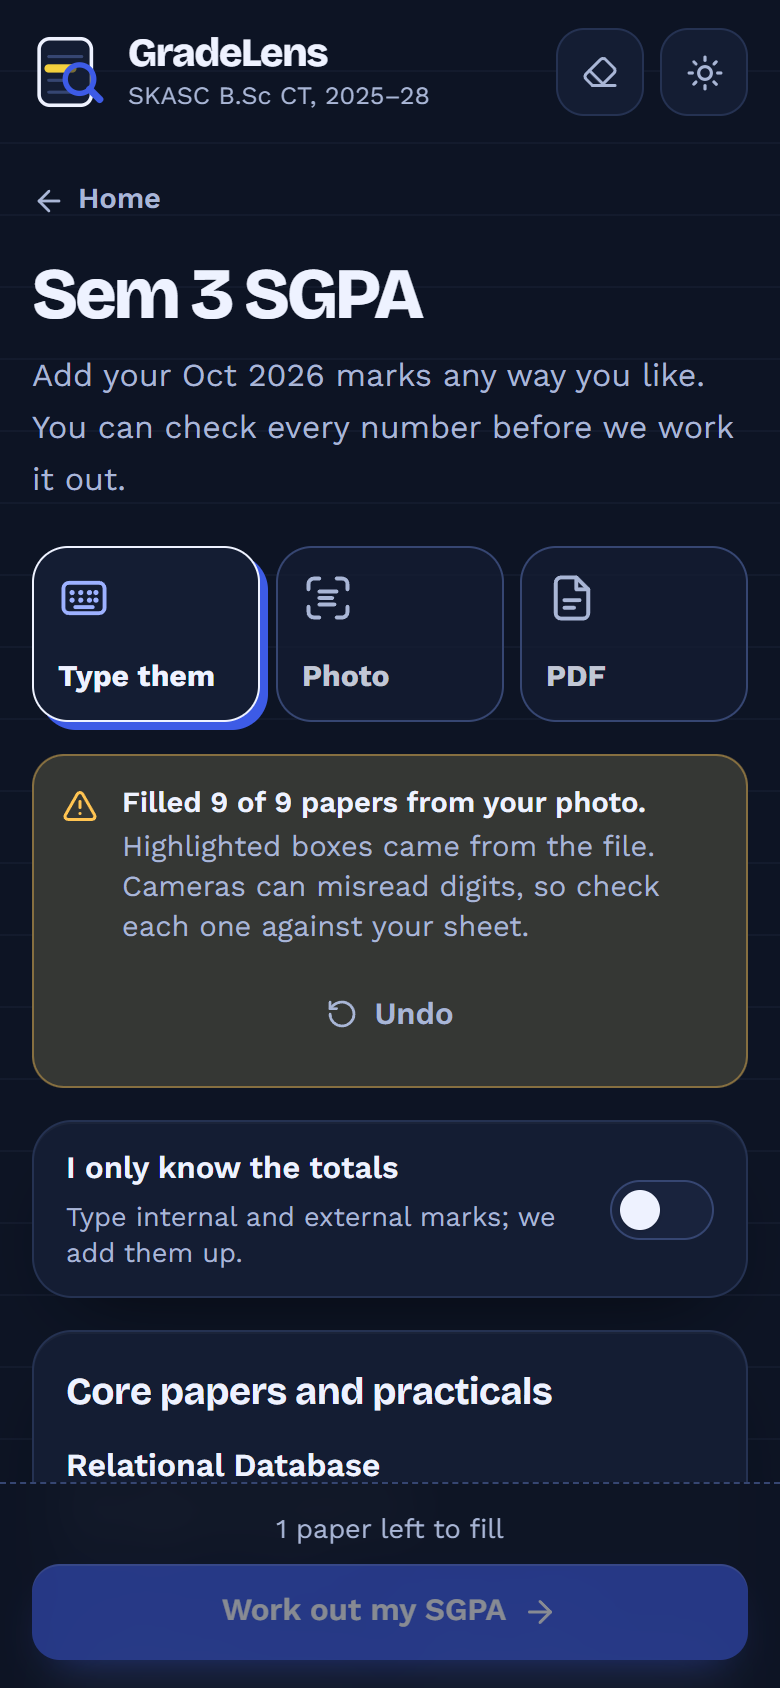 GradeLens
SKASC B.Sc CT, 2025–28
Home
Sem 3 SGPA
Add your Oct 2026 marks any way you like.
You can check every number before we work
it out.
Type them
Photo
PDF
Filled 9 of 9 papers from your photo.
Highlighted boxes came from the file.
Cameras can misread digits, so check
each one against your sheet.
Undo
I only know the totals
Type internal and external marks; we
add them up.
Core papers and practicals
Relational Database
1 paper left to fill
Work out my SGPA